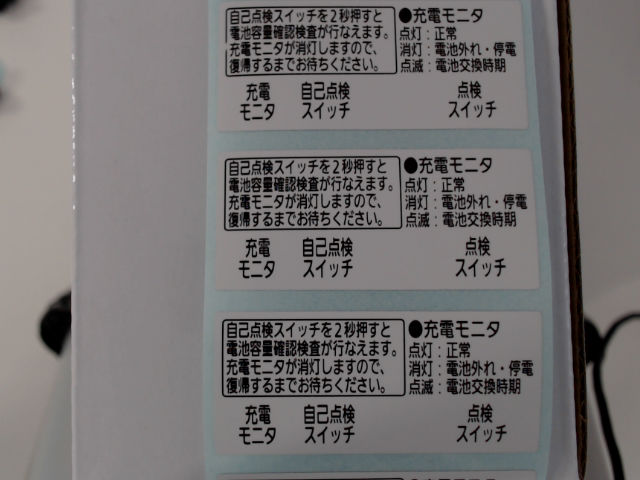 自己点検スイッチを2秒押すと
電池容量確認検査が行なえます。
充電モニタが消灯しますので、
復帰するまでお待ちください。
●充電モニタ
点灯：正常
消灯：電池外れ・停電
点滅：電池交換時期
充電
モニタ
自己点検
スイッチ
点検
スイッチ
自己点検スイッチを2秒押すと
電池容量確認検査が行なえます。
充電モニタが消灯しますので、
復帰するまでお待ちください。
●充電モニタ
点灯：正常
消灯：電池外れ・停電
点滅：電池交換時期
充電
モニタ
自己点検
スイッチ
点検
スイッチ
自己点検スイッチを2秒押すと
電池容量確認検査が行なえます。
充電モニタが消灯しますので、
復帰するまでお待ちください。
●充電モニタ
点灯：正常
消灯：電池外れ・停電
点滅：電池交換時期
充電
モニタ
自己点検
スイッチ
点検
スイッチ